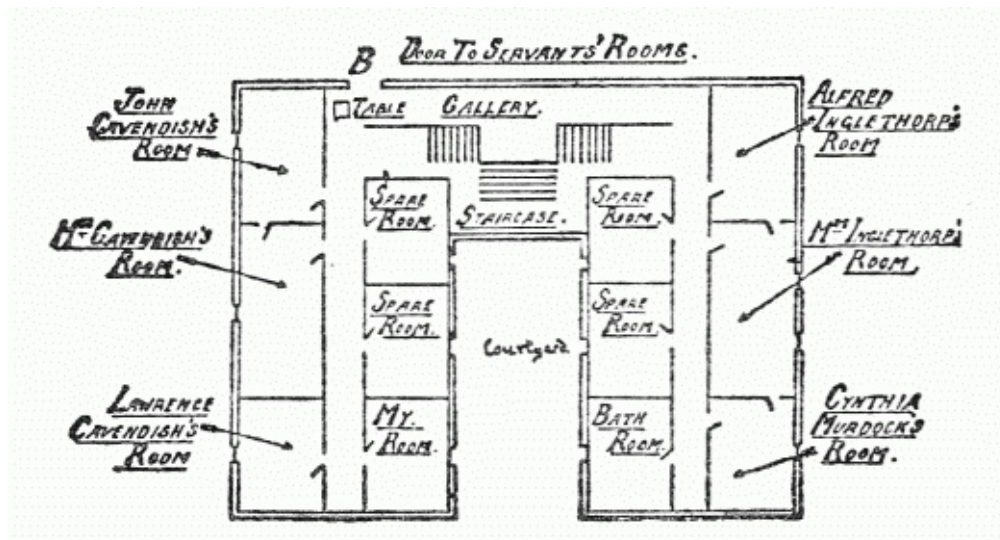 B DOOR TO SERVANTS' ROOMS.
TABLE GALLERY.
JOHN
CAVENDISH'S
ROOM
ALFRED
INGLETHORP'S
ROOM
SPARE
ROOM.
STAIRCASE.
SPARE
ROOM.
MRS CAVENDISH'S
ROOM.
MRS INGLETHORP'S
ROOM.
SPARE
ROOM.
Courtyard
SPARE
ROOM.
LAWRENCE
CAVENDISH'S
ROOM
MY.
ROOM.
BATH
ROOM.
CYNTHIA
MURDOCK'S
ROOM.